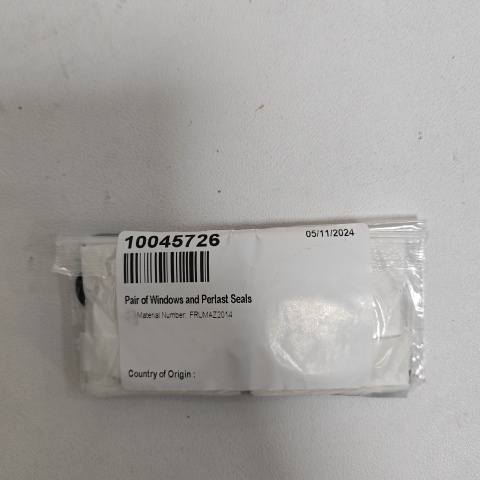 10045726
05/11/2024
Pair of Windows and Perlast Seals
Material Number: FRUMAZ2014
Country of Origin :